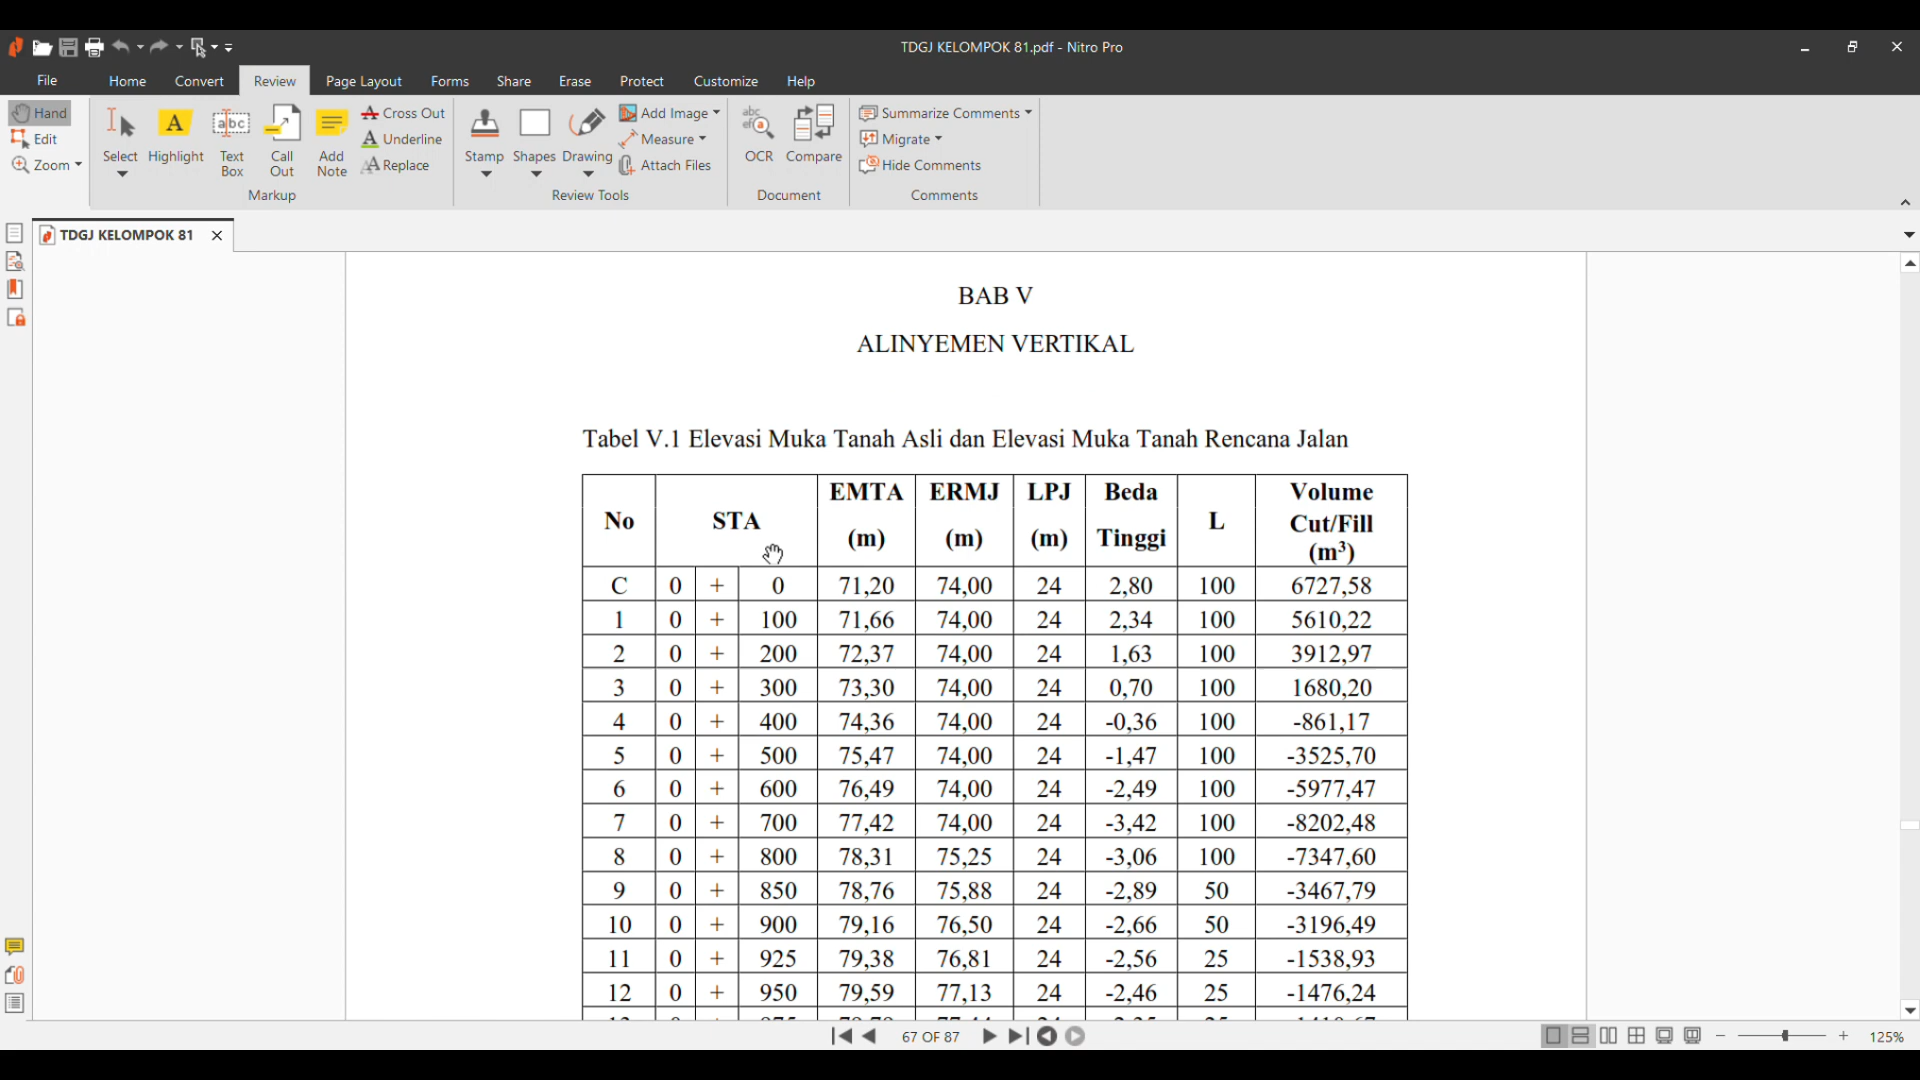 TDGJ KELOMPOK 81.pdf - Nitro Pro
File Home Convert Review Page Layout Forms Share Erase Protect Customize Help
Hand
Edit
Zoom
Select
Highlight
Text Box
Call Out
Add Note
Cross Out
Underline
Replace
Markup
Stamp
Shapes
Drawing
Add Image
Measure
Attach Files
Review Tools
OCR
Compare
Document
Summarize Comments
Migrate
Hide Comments
Comments
TDGJ KELOMPOK 81
BAB V
ALINYEMEN VERTIKAL
Tabel V.1 Elevasi Muka Tanah Asli dan Elevasi Muka Tanah Rencana Jalan
No STA EMTA (m) ERMJ (m) LPJ (m) Beda Tinggi L Volume Cut/Fill (m³)
C 0 + 0 71,20 74,00 24 2,80 100 6727,58
1 0 + 100 71,66 74,00 24 2,34 100 5610,22
2 0 + 200 72,37 74,00 24 1,63 100 3912,97
3 0 + 300 73,30 74,00 24 0,70 100 1680,20
4 0 + 400 74,36 74,00 24 -0,36 100 -861,17
5 0 + 500 75,47 74,00 24 -1,47 100 -3525,70
6 0 + 600 76,49 74,00 24 -2,49 100 -5977,47
7 0 + 700 77,42 74,00 24 -3,42 100 -8202,48
8 0 + 800 78,31 75,25 24 -3,06 100 -7347,60
9 0 + 850 78,76 75,88 24 -2,89 50 -3467,79
10 0 + 900 79,16 76,50 24 -2,66 50 -3196,49
11 0 + 925 79,38 76,81 24 -2,56 25 -1538,93
12 0 + 950 79,59 77,13 24 -2,46 25 -1476,24
67 OF 87
125%